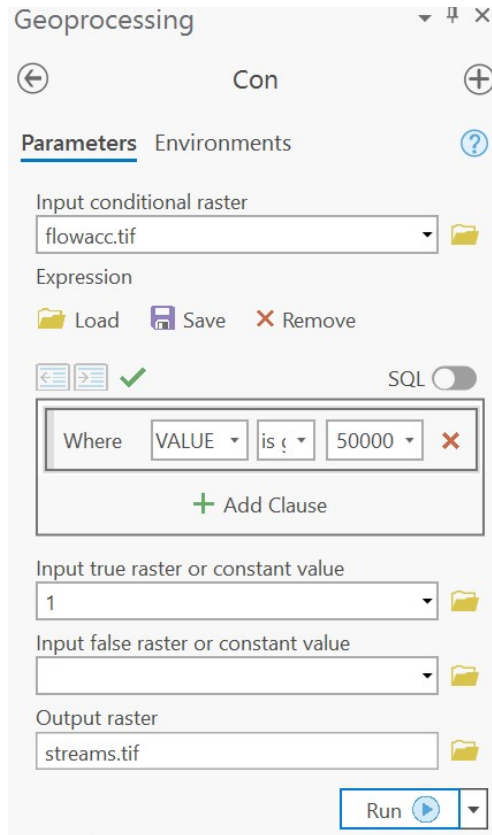 Geoprocessing
Con
Parameters Environments
Input conditional raster
flowacc.tif
Expression
Load Save Remove
SQL
Where VALUE is 50000
Add Clause
Input true raster or constant value
1
Input false raster or constant value
Output raster
streams.tif
Run